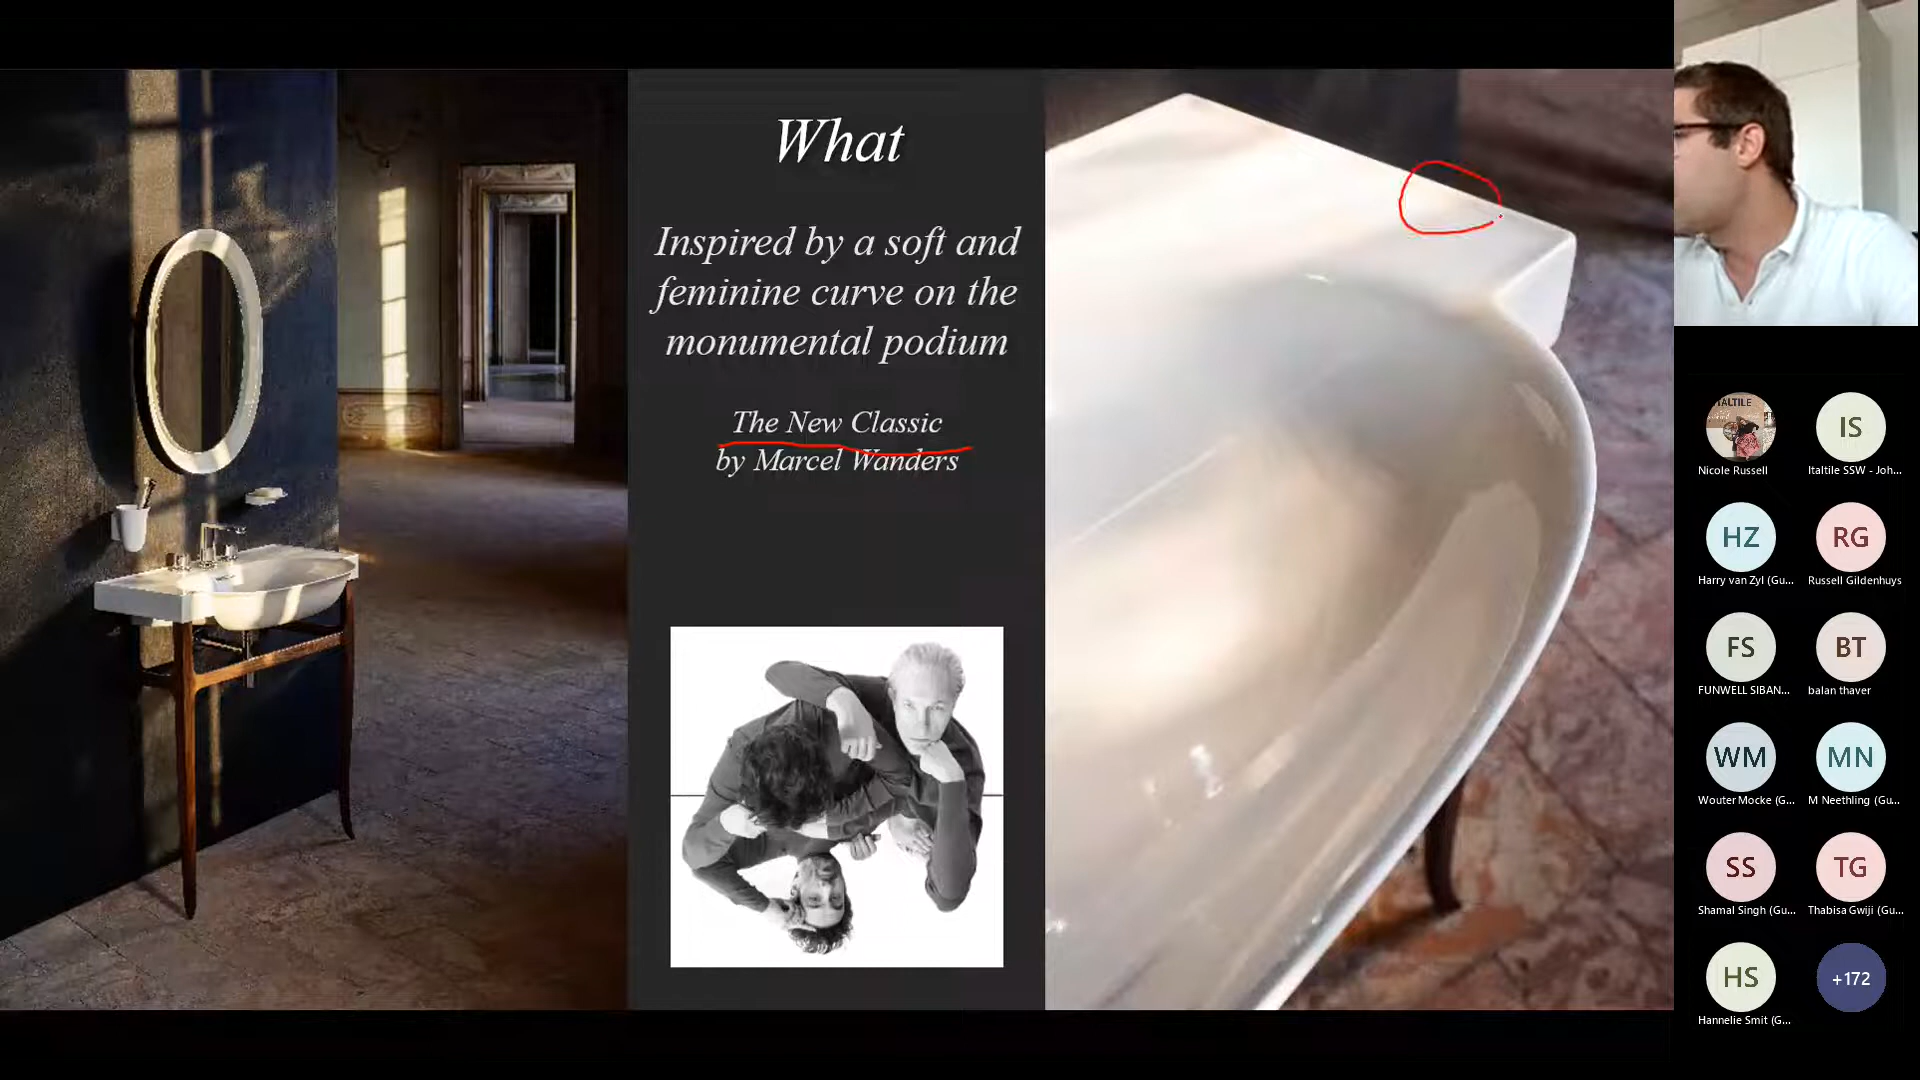 What
Inspired by a soft and
feminine curve on the
monumental podium
The New Classic
by Marcel Wanders
ITALTILE
Nicole Russell
IS
Italtile SSW - Joh...
HZ
Harry van Zyl (Gu...
RG
Russell Gildenhuys
FS
FUNWELL SIBAN...
BT
balan thaver
WM
Wouter Mocke (G...
MN
M Neethling (Gu...
SS
Shamal Singh (Gu...
TG
Thabisa Gwiji (Gu...
HS
Hannelie Smit (G...
+172